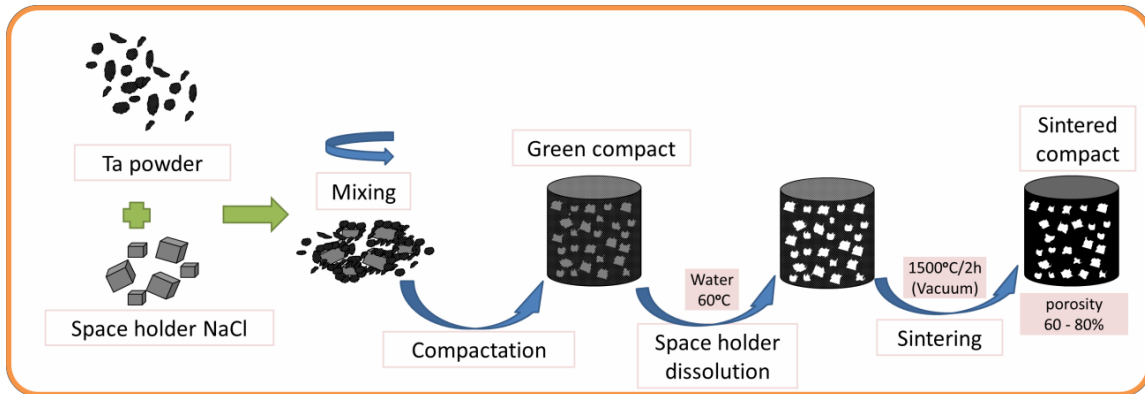 Ta powder
Space holder NaCl
Mixing
Compactation
Green compact
Water
60ºC
Space holder
dissolution
1500ºC/2h
(Vacuum)
Sintering
Sintered
compact
porosity
60 - 80%